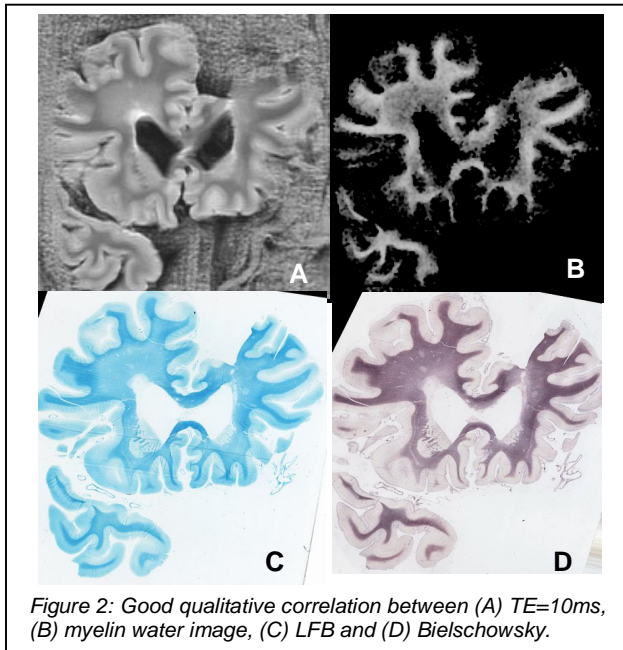 A
B
C
D
Figure 2: Good qualitative correlation between (A) TE=10ms,
(B) myelin water image, (C) LFB and (D) Bielschowsky.